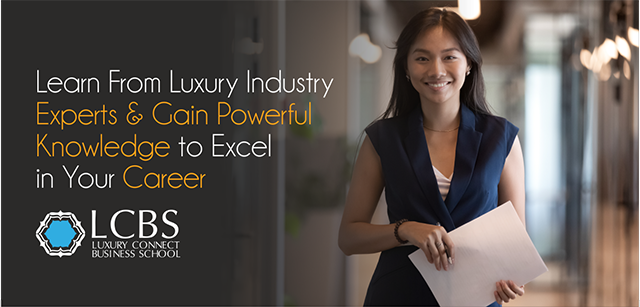 Learn From Luxury Industry
Experts & Gain Powerful
Knowledge to Excel
in Your Career
LCBS
LUXURY CONNECT
BUSINESS SCHOOL